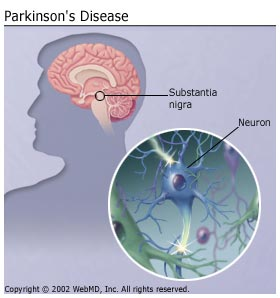 Parkinson's Disease
Substantia
nigra
Neuron
Copyright © 2002 WebMD, Inc. All rights reserved.